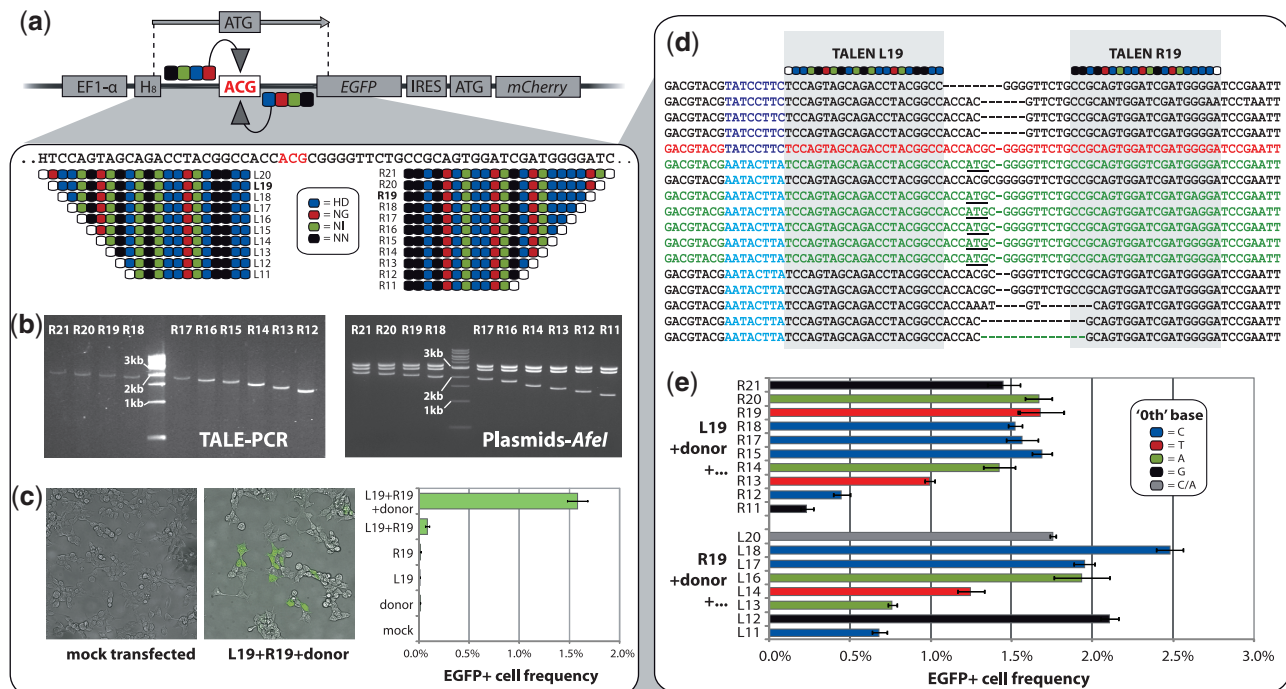 (a)
ATG
EF1-α
H8
ACG
EGFP
IRES
ATG
mCherry
..HTCCAGTAGCAGACCTACGGCCACCACGCGGGGTTCTGCCGCAGTGGATCGATGGGGATC..
L20
L19
L18
L17
L16
L15
L14
L13
L12
L11
= HD
= NG
= NI
= NN
R21
R20
R19
R18
R17
R16
R15
R14
R13
R12
R11
(b)
R21 R20 R19 R18 R17 R16 R15 R14 R13 R12
3kb
2kb
1kb
TALE-PCR
R21 R20 R19 R18 R17 R16 R14 R13 R12 R11
3kb
2kb
1kb
Plasmids-AfeI
(c)
mock transfected
L19+R19+donor
L19+R19
+donor
L19+R19
R19
L19
donor
mock
0.0% 0.5% 1.0% 1.5% 2.0%
EGFP+ cell frequency
(d)
TALEN L19
TALEN R19
GACGTACCTATCCTTCTCCAGTAGCAGACCTACGGCC-------GGGGTTCTGCCGCAGTGGATCGATGGGGATCCGAATT
GACGTACGTATCCTTCTCCAGTAGCAGACCTACGGCCACCAC------GTTCTGCCGCANTGGATCGATGGGAATCCTAATT
GACGTACGTATCCTTCTCCAGTAGCAGACCTACGGCCACCAC------GTTCTGCCGCAGTGGATCGATGGGGATCCGAATT
GACGTACGTATCCTTCTCCAGTAGCAGACCTACGGCCACCAC------GTTCTGCCGCAGTGGATCGATGGGGATCCGAATT
GACGTACGTATCCTTCTCCAGTAGCAGACCTACGGCCACCACGC-GGGGTTCTGCCGCAGTGGATCGATGGGGATCCGAATT
GACGTACGAATACTTATCCAGTAGCAGACCTACGGCCACCATGC-GGGGTTCTGCCGCAGTGGATCGATGAGGATCCGAATT
GACGTACGAATACTTATCCAGTAGCAGACCTACGGCCACCACGCGGGGGTTCTGCCGCAGTGGATCGATGGGGATCCGAATT
GACGTACGAATACTTATCCAGTAGCAGACCTACGGCCACCATGC-GGGGTTCTGCCGCAGTGGATCGATGAGGATCCGAATT
GACGTACGAATACTTATCCAGTAGCAGACCTACGGCCACCATGC-GGGGTTCTGCCGCAGTGGATCGATGAGGATCCGAATT
GACGTACGAATACTTATCCAGTAGCAGACCTACGGCCACCATGC-GGGGTTCTGCCGCAGTGGATCGATGAGGATCCGAATT
GACGTACGAATACTTATCCAGTAGCAGACCTACGGCCACCATGC-GGGGTTCTGCCGCAGTGGATCGATGAGGATCCGAATT
GACGTACGAATACTTATCCAGTAGCAGACCTACGGCCACCATGC-GGGGTTCTGCCGCAGTGGATCGATGGGGATCCGAATT
GACGTACGAATACTTATCCAGTAGCAGACCTACGGCCACCACGC--GGGTTCTGCCGCAGTGGATCGATGGGGATCCGAATT
GACGTACGAATACTTATCCAGTAGCAGACCTACGGCCACCACGC---GGTTCTGCCGCAGTGGATCGATGGGGATCCGAATT
GACGTACGAATACTTATCCAGTAGCAGACCTACGGCCACCAAAT---GT------CAGTGGATCGATGGGGATCCGAATT
GACGTACGAATACTTATCCAGTAGCAGACCTACGGCCACCAC--------------GCAGTGGATCGATGGGGATCCGAATT
GACGTACGAATACTTATCCAGTAGCAGACCTACGGCCACCAC--------------GCAGTGGATCGATGGGGATCCGAATT
(e)
L19
+donor
+...
R21
R20
R19
R18
R17
R15
R14
R13
R12
R11
'0th' base
= C
= T
= A
= G
= C/A
R19
+donor
+...
L20
L18
L17
L16
L14
L13
L12
L11
0.0% 0.5% 1.0% 1.5% 2.0% 2.5% 3.0%
EGFP+ cell frequency